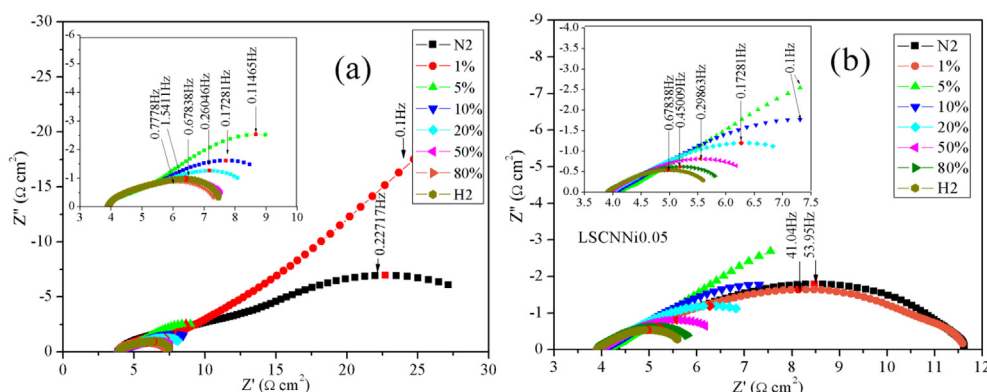 (a)
Z'' (Ω cm²)
-30
-25
-20
-15
-10
-5
0
0 5 10 15 20 25 30
Z' (Ω cm²)
N2
1%
5%
10%
20%
50%
80%
H2
0.1Hz
0.22717Hz
-6
-5
-4
-3
-2
-1
0
3 4 5 6 7 8 9 10
0.7778Hz
1.5411Hz
0.67838Hz
0.26046Hz
0.17281Hz
0.11465Hz
(b)
Z'' (Ω cm²)
-9
-8
-7
-6
-5
-4
-3
-2
-1
0
2 3 4 5 6 7 8 9 10 11 12
Z' (Ω cm²)
N2
1%
5%
10%
20%
50%
80%
H2
LSCNNi0.05
41.04Hz
53.95Hz
-4.0
-3.5
-3.0
-2.5
-2.0
-1.5
-1.0
-0.5
0.0
3.0 3.5 4.0 4.5 5.0 5.5 6.0 6.5 7.0 7.5
0.67838Hz
0.45009Hz
0.29863Hz
0.17281Hz
0.1Hz